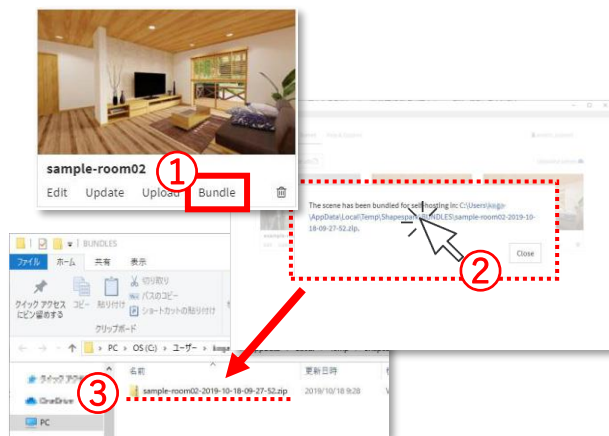 sample-room02
①
Edit Update Upload Bundle
The scene has been bundled for self-hosting in: C:\Users\
\AppData\Local\Temp\Shapespark\BUNDLES\sample-room02-2019-10-
18-09-27-52.zip.
Close
②
BUNDLES
ファイル ホーム 共有 表示
クイック アクセス
にピン留めする
コピー
貼り付け
切り取り
パスのコピー
ショートカットの貼り付け
クリップボード
PC > OS (C:) > ユーザー >
名前 更新日時
クイック アクセス
③
sample-room02-2019-10-18-09-27-52.zip 2019/10/18 9:28
OneDrive
PC